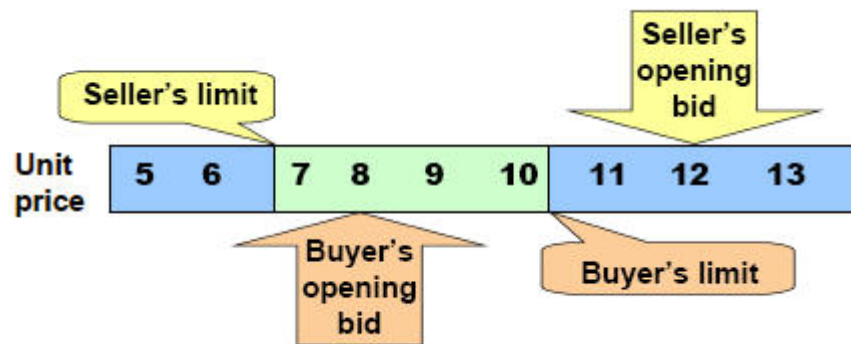 Seller's
opening
bid
Seller's limit
Unit
price
5 6 7 8 9 10 11 12 13
Buyer's
opening
bid
Buyer's limit